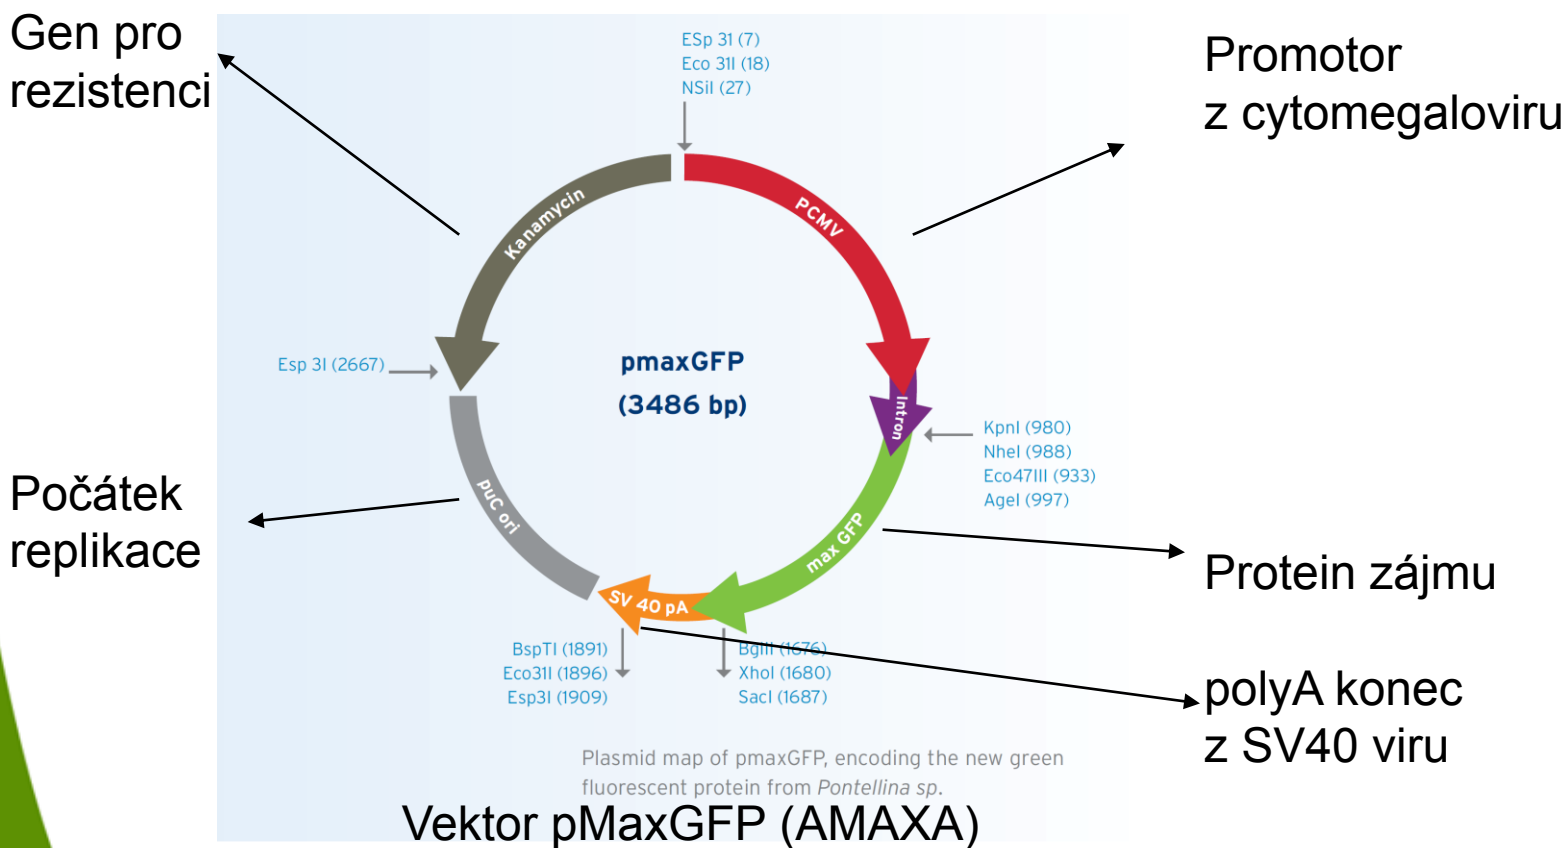 Gen pro
rezistenci
ESp 31 (7)
Eco 31I (18)
NSiI (27)
Promotor
z cytomegaloviru
Kanamycin
PCMV
Esp 3I (2667)
pmaxGFP
(3486 bp)
Intron
KpnI (980)
NheI (988)
Eco47III (933)
AgeI (997)
Počátek
replikace
puC ori
max GFP
Protein zájmu
SV 40 pA
BspTI (1891)
Eco31I (1896)
Esp3I (1909)
BglII (1676)
XhoI (1680)
SacI (1687)
polyA konec
z SV40 viru
Plasmid map of pmaxGFP, encoding the new green
fluorescent protein from Pontellina sp.
Vektor pMaxGFP (AMAXA)